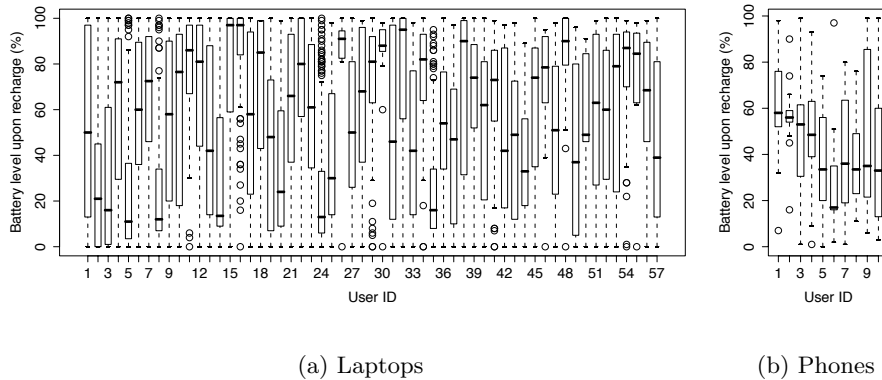 Battery level upon recharge (%)
0 20 40 60 80 100
1 3 5 7 9 12 15 18 21 24 27 30 33 36 39 42 45 48 51 54 57
User ID
(a) Laptops
Battery level upon recharge (%)
0 20 40 60 80 100
1 3 5 7 9
User ID
(b) Phones